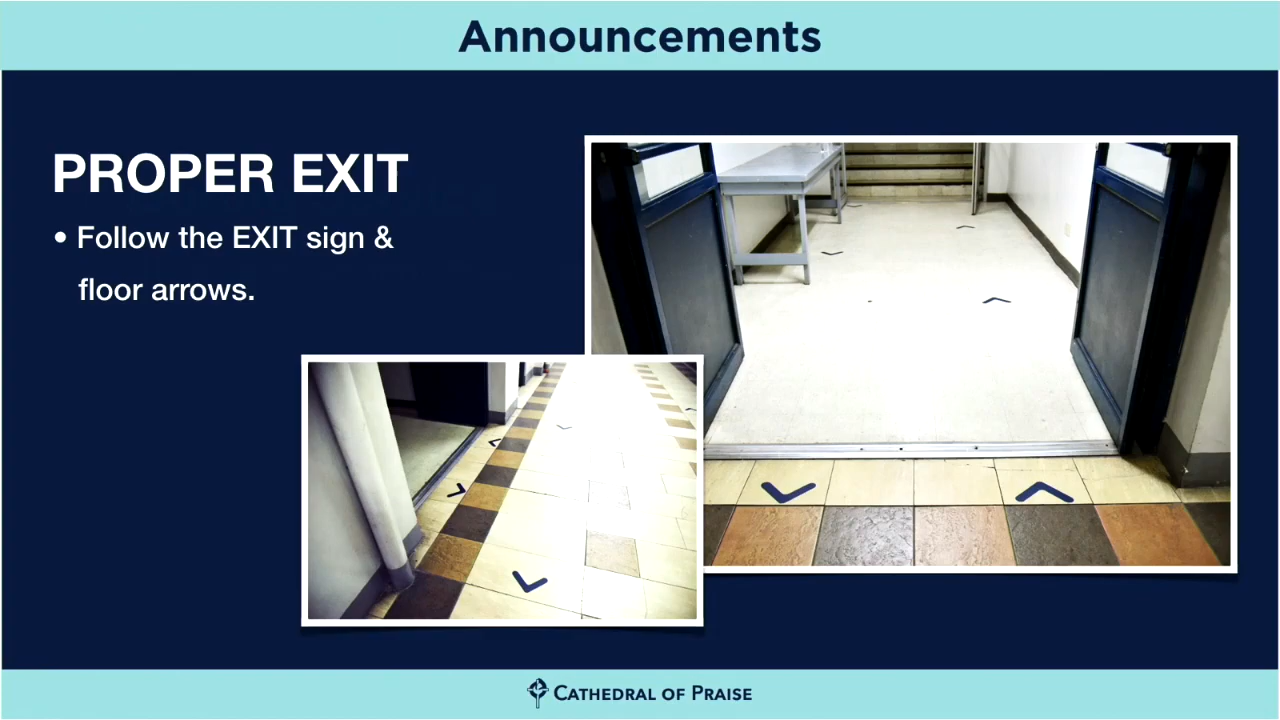 Announcements
PROPER EXIT
• Follow the EXIT sign &
floor arrows.
CATHEDRAL OF PRAISE